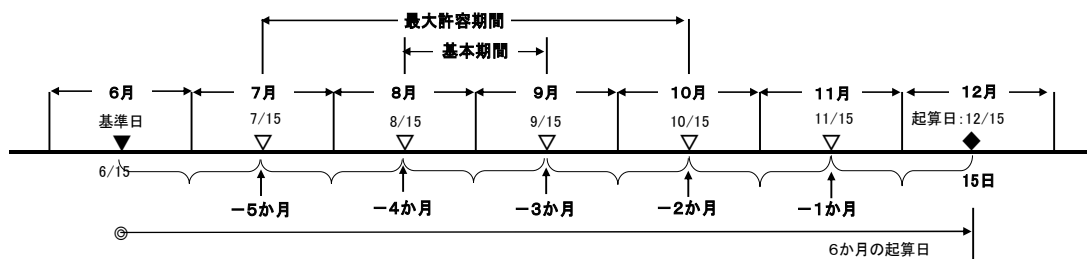 最大許容期間
基本期間
6月 7月 8月 9月 10月 11月 12月
基準日 7/15 8/15 9/15 10/15 11/15 起算日:12/15
6/15 15日
－5か月 －4か月 －3か月 －2か月 －1か月
6か月の起算日